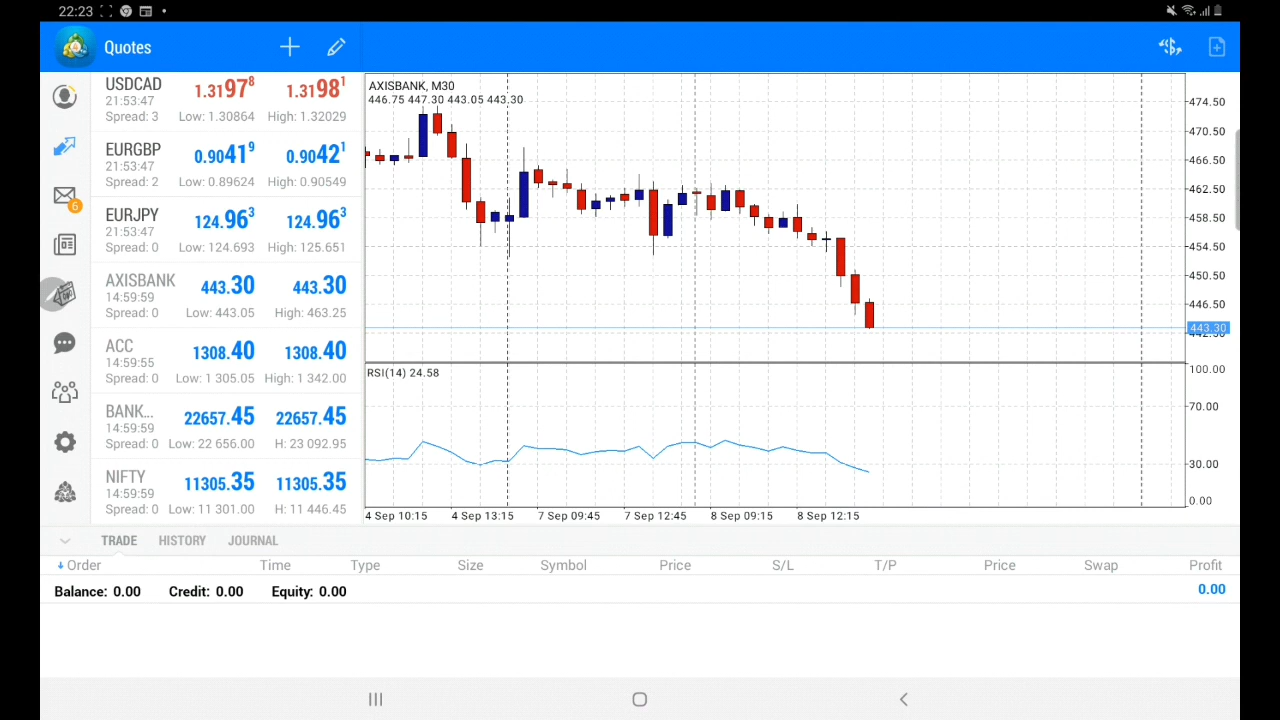 22:23
Quotes
USDCAD
21:53:47
Spread: 3
1.31978
1.31981
Low: 1.30864
High: 1.32029
EURGBP
21:53:47
Spread: 2
0.90419
0.90421
Low: 0.89624
High: 0.90549
EURJPY
21:53:47
Spread: 0
124.963
124.963
Low: 124.693
High: 125.651
AXISBANK
14:59:59
Spread: 0
443.30
443.30
Low: 443.05
High: 463.25
ACC
14:59:55
Spread: 0
1308.40
1308.40
Low: 1 305.05
High: 1 342.00
BANK...
14:59:59
Spread: 0
22657.45
22657.45
Low: 22 656.00
H: 23 092.95
NIFTY
14:59:59
Spread: 0
11305.35
11305.35
Low: 11 301.00
H: 11 446.45
6
AXISBANK, M30
446.75 447.30 443.05 443.30
474.50
470.50
466.50
462.50
458.50
454.50
450.50
446.50
443.30
442.50
RSI(14) 24.58
100.00
70.00
30.00
0.00
4 Sep 10:15 4 Sep 13:15 7 Sep 09:45 7 Sep 12:45 8 Sep 09:15 8 Sep 12:15
TRADE HISTORY JOURNAL
Order Time Type Size Symbol Price S/L T/P Price Swap Profit
Balance: 0.00 Credit: 0.00 Equity: 0.00 0.00